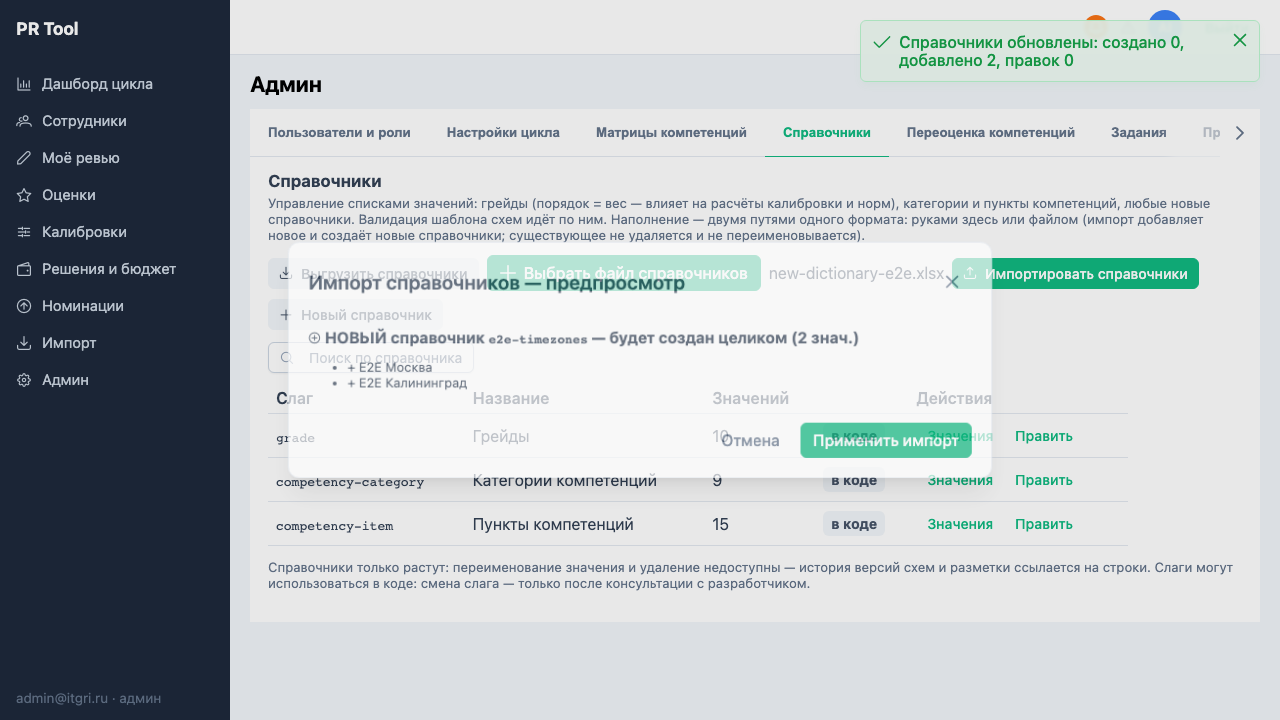 PR Tool
Дашборд цикла
Сотрудники
Моё ревью
Оценки
Калибровки
Решения и бюджет
Номинации
Импорт
Админ
admin@itgri.ru · админ
Справочники обновлены: создано 0,
добавлено 2, правок 0
Админ
Пользователи и роли
Настройки цикла
Матрицы компетенций
Справочники
Переоценка компетенций
Задания
Пр
Справочники
Управление списками значений: грейды (порядок = вес — влияет на расчёты калибровки и норм), категории и пункты компетенций, любые новые
справочники. Валидация шаблона схем идёт по ним. Наполнение — двумя путями одного формата: руками здесь или файлом (импорт добавляет
новое и создаёт новые справочники; существующее не удаляется и не переименовывается).
Выгрузить справочники
Выбрать файл справочников
new-dictionary-e2e.xlsx
Импортировать справочники
Новый справочник
Поиск по справочника
Импорт справочников — предпросмотр
НОВЫЙ справочник e2e-timezones — будет создан целиком (2 знач.)
• + E2E Москва
• + E2E Калининград
Отмена
Применить импорт
Слаг Название Значений Действия
grade Грейды 10 в коде Значения Править
competency-category Категории компетенций 9 в коде Значения Править
competency-item Пункты компетенций 15 в коде Значения Править
Справочники только растут: переименование значения и удаление недоступны — история версий схем и разметки ссылается на строки. Слаги могут
использоваться в коде: смена слага — только после консультации с разработчиком.